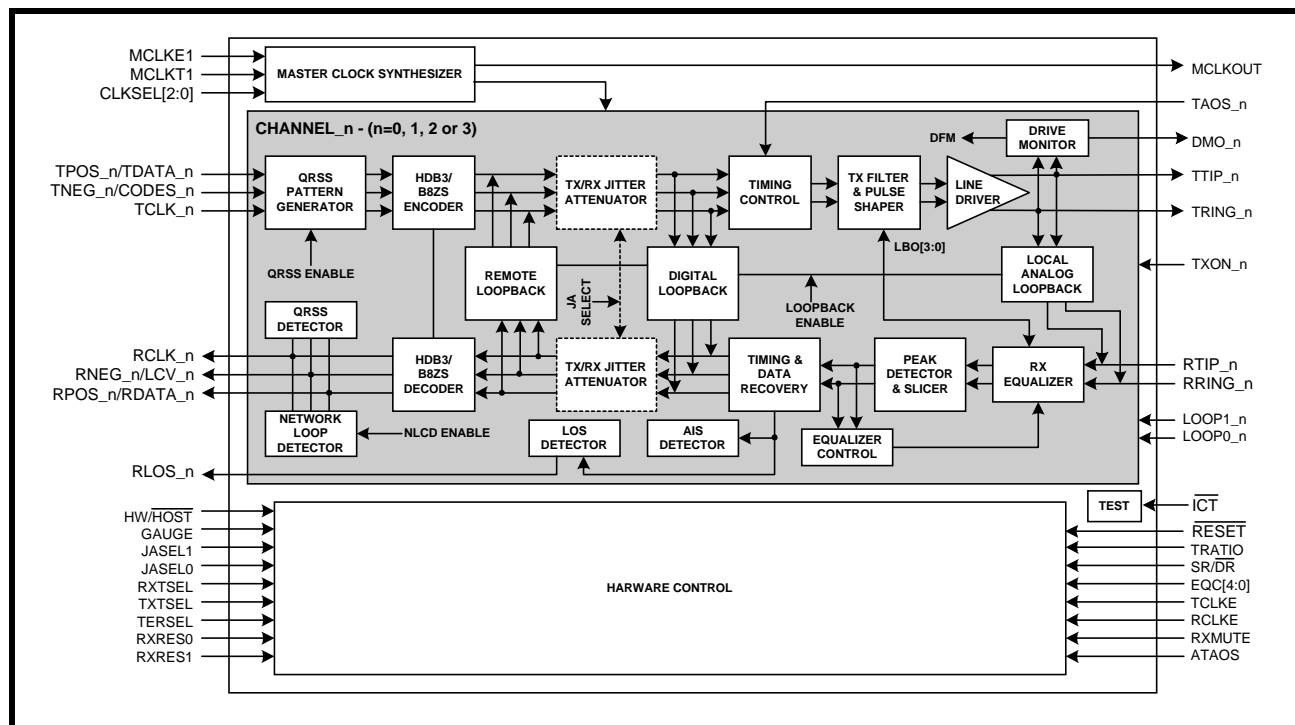 MCLKE1
MCLKT1
CLKSEL[2:0]
MASTER CLOCK SYNTHESIZER
MCLKOUT
TAOS_n
CHANNEL_n - (n=0, 1, 2 or 3)
DFM
DRIVE
MONITOR
DMO_n
TPOS_n/TDATA_n
TNEG_n/CODES_n
TCLK_n
QRSS
PATTERN
GENERATOR
HDB3/
B8ZS
ENCODER
TX/RX JITTER
ATTENUATOR
TIMING
CONTROL
TX FILTER
& PULSE
SHAPER
LINE
DRIVER
TTIP_n
TRING_n
QRSS ENABLE
REMOTE
LOOPBACK
JA
SELECT
DIGITAL
LOOPBACK
LBO[3:0]
LOOPBACK
ENABLE
LOCAL
ANALOG
LOOPBACK
TXON_n
QRSS
DETECTOR
RCLK_n
RNEG_n/LCV_n
RPOS_n/RDATA_n
HDB3/
B8ZS
DECODER
TX/RX JITTER
ATTENUATOR
TIMING &
DATA
RECOVERY
PEAK
DETECTOR
& SLICER
RX
EQUALIZER
RTIP_n
RRING_n
NETWORK
LOOP
DETECTOR
NLCD ENABLE
LOS
DETECTOR
AIS
DETECTOR
EQUALIZER
CONTROL
LOOP1_n
LOOP0_n
RLOS_n
TEST
ICT
HW/HOST
GAUGE
JASEL1
JASEL0
RXTSEL
TXTSEL
TERSEL
RXRES0
RXRES1
HARWARE CONTROL
RESET
TRATIO
SR/DR
EQC[4:0]
TCLKE
RCLKE
RXMUTE
ATAOS